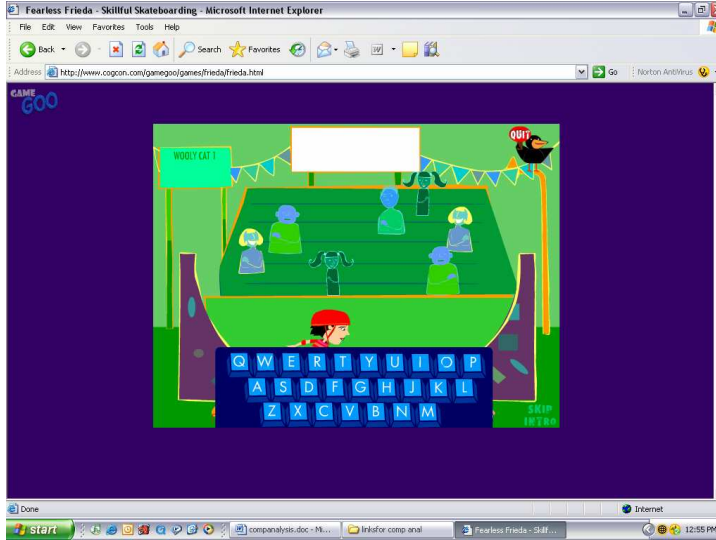 Fearless Frieda - Skillful Skateboarding - Microsoft Internet Explorer
File Edit View Favorites Tools Help
Back Search Favorites
Address http://www.cogcon.com/gamegoo/games/frieda/frieda.html Go Norton AntiVirus
GAME
GOO
QUIT
WOOLY CAT 1
Q W E R T Y U I O P
A S D F G H J K L
Z X C V B N M
SKIP
INTRO
Done Internet
start companalysis.doc - Mi... linksfor comp anal Fearless Frieda - Skillf... 12:55 PM